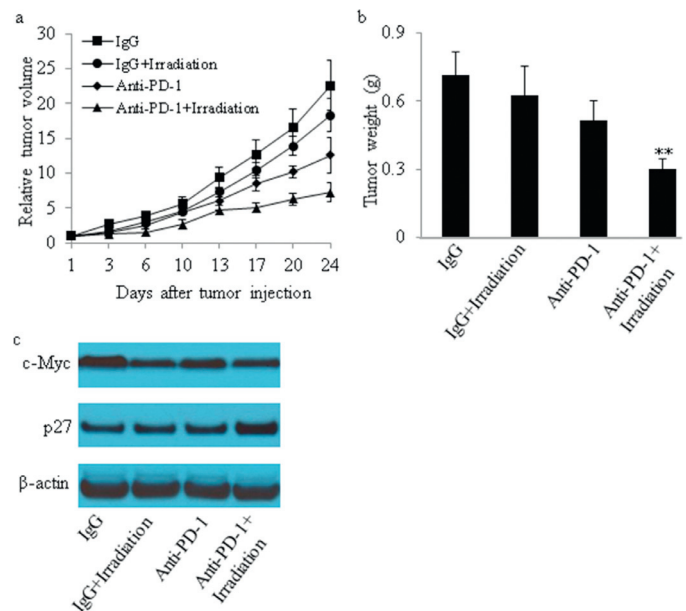 a
Relative tumor volume
30
25
20
15
10
5
0
IgG
IgG+Irradiation
Anti-PD-1
Anti-PD-1+Irradiation
1 3 6 10 13 17 20 24
Days after tumor injection
b
Tumor weight (g)
0.9
0.6
0.3
0
**
IgG
IgG+Irradiation
Anti-PD-1
Anti-PD-1+
Irradiation
c
c-Myc
p27
β-actin
IgG
IgG+Irradiation
Anti-PD-1
Anti-PD-1+
Irradiation